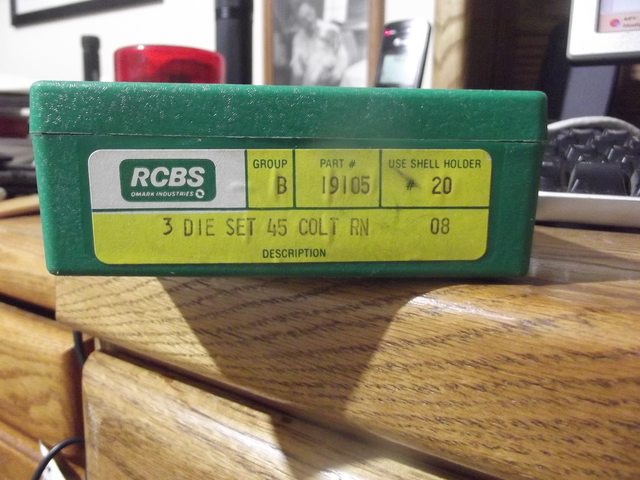 RCBS
OMARK INDUSTRIES
GROUP
B
PART #
19105
USE SHELL HOLDER
# 20
3 DIE SET 45 COLT RN 08
DESCRIPTION